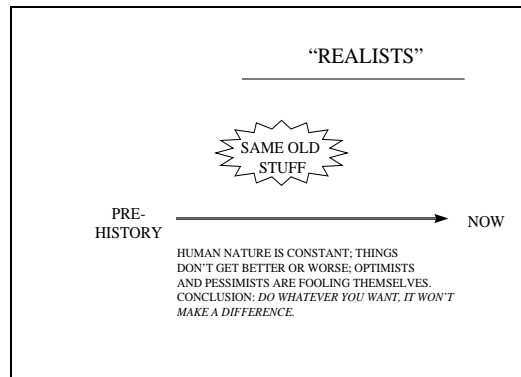 “REALISTS”
SAME OLD
STUFF
PRE-
HISTORY
NOW
HUMAN NATURE IS CONSTANT; THINGS
DON’T GET BETTER OR WORSE; OPTIMISTS
AND PESSIMISTS ARE FOOLING THEMSELVES.
CONCLUSION: DO WHATEVER YOU WANT, IT WON’T
MAKE A DIFFERENCE.